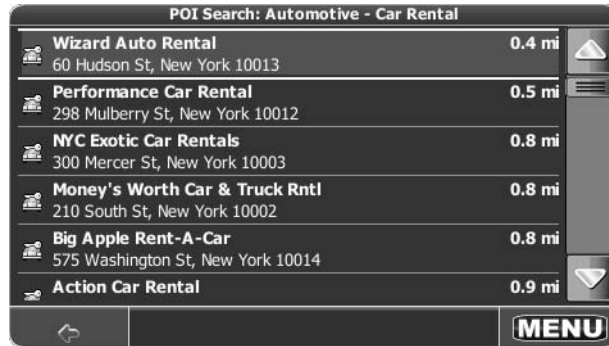 POI Search: Automotive - Car Rental
Wizard Auto Rental 0.4 mi
60 Hudson St, New York 10013
Performance Car Rental 0.5 mi
298 Mulberry St, New York 10012
NYC Exotic Car Rentals 0.8 mi
300 Mercer St, New York 10003
Money's Worth Car & Truck Rntl 0.8 mi
210 South St, New York 10002
Big Apple Rent-A-Car 0.8 mi
575 Washington St, New York 10014
Action Car Rental 0.9 mi
MENU